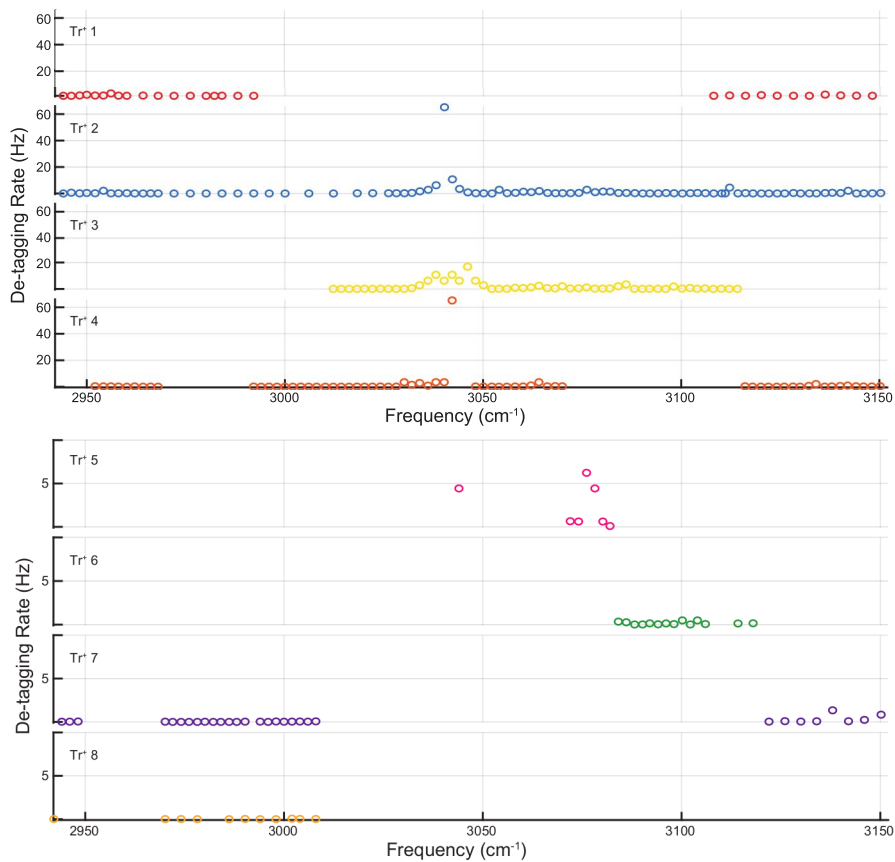 De-tagging Rate (Hz)
Tr⁺ 1
60
40
20
Tr⁺ 2
60
40
20
Tr⁺ 3
60
40
20
Tr⁺ 4
60
40
20
2950 3000 3050 3100 3150
Frequency (cm⁻¹)
De-tagging Rate (Hz)
Tr⁺ 5
5
Tr⁺ 6
5
Tr⁺ 7
5
Tr⁺ 8
5
2950 3000 3050 3100 3150
Frequency (cm⁻¹)